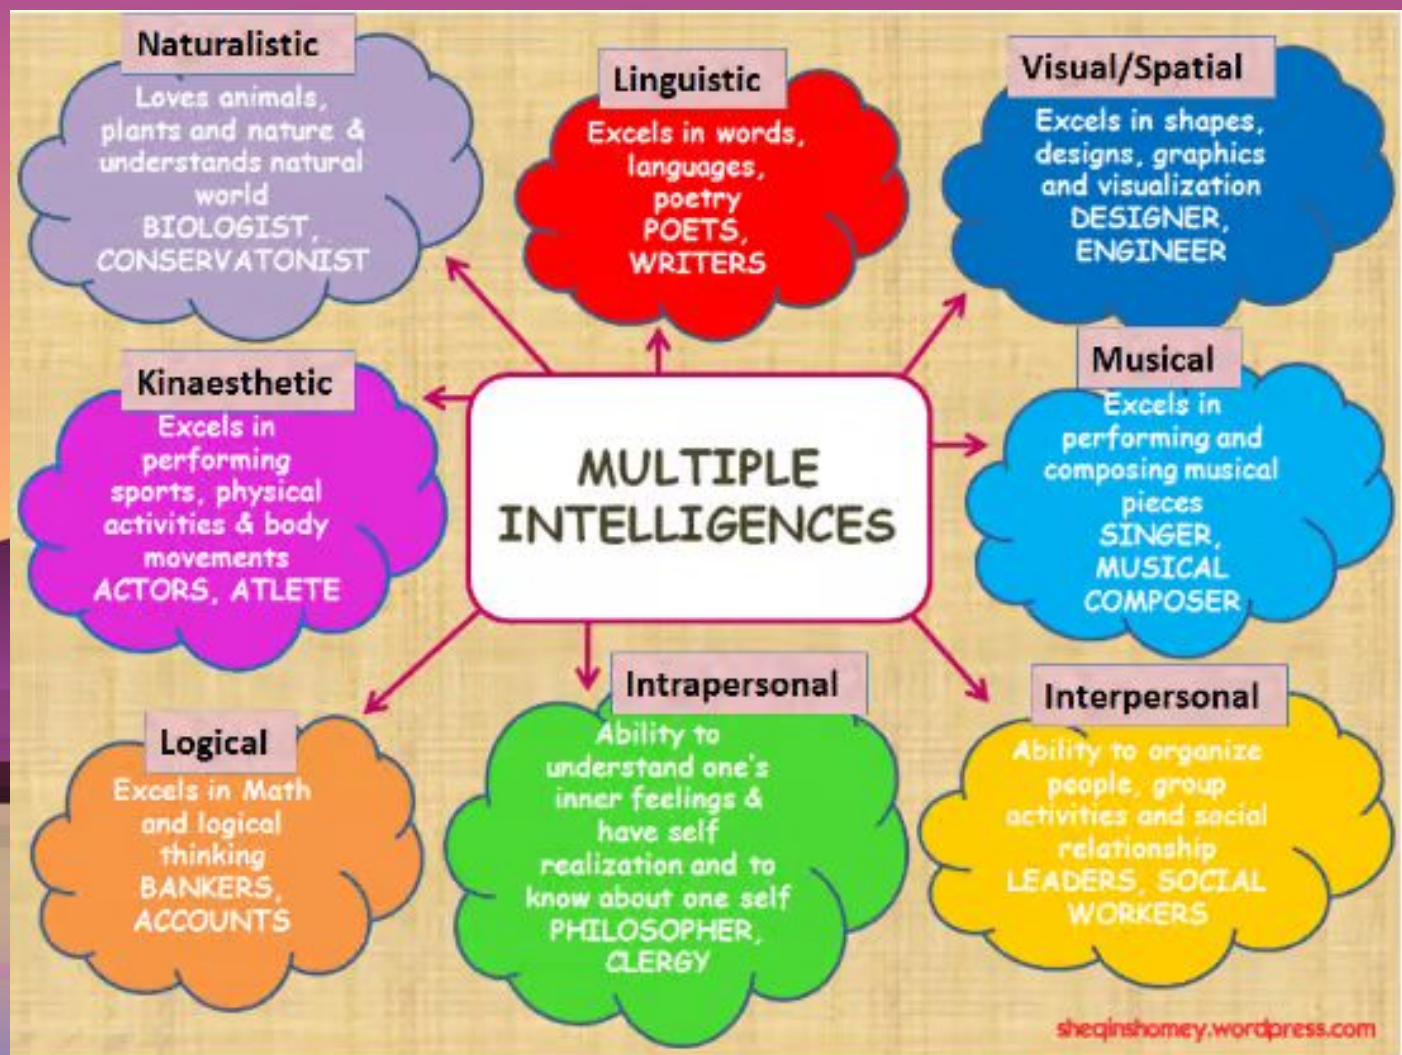 Naturalistic
Loves animals,
plants and nature &
understands natural
world
BIOLOGIST,
CONSERVATONIST
Linguistic
Excels in words,
languages,
poetry
POETS,
WRITERS
Visual/Spatial
Excels in shapes,
designs, graphics
and visualization
DESIGNER,
ENGINEER
Kinaesthetic
Excels in
performing
sports, physical
activities & body
movements
ACTORS, ATLETE
MULTIPLE
INTELLIGENCES
Musical
Excels in
performing and
composing musical
pieces
SINGER,
MUSICAL
COMPOSER
Logical
Excels in Math
and logical
thinking
BANKERS,
ACCOUNTS
Intrapersonal
Ability to
understand one's
inner feelings &
have self
realization and to
know about one self
PHILOSOPHER,
CLERGY
Interpersonal
Ability to organize
people, group
activities and social
relationship
LEADERS, SOCIAL
WORKERS
sheqinshomey.wordpress.com